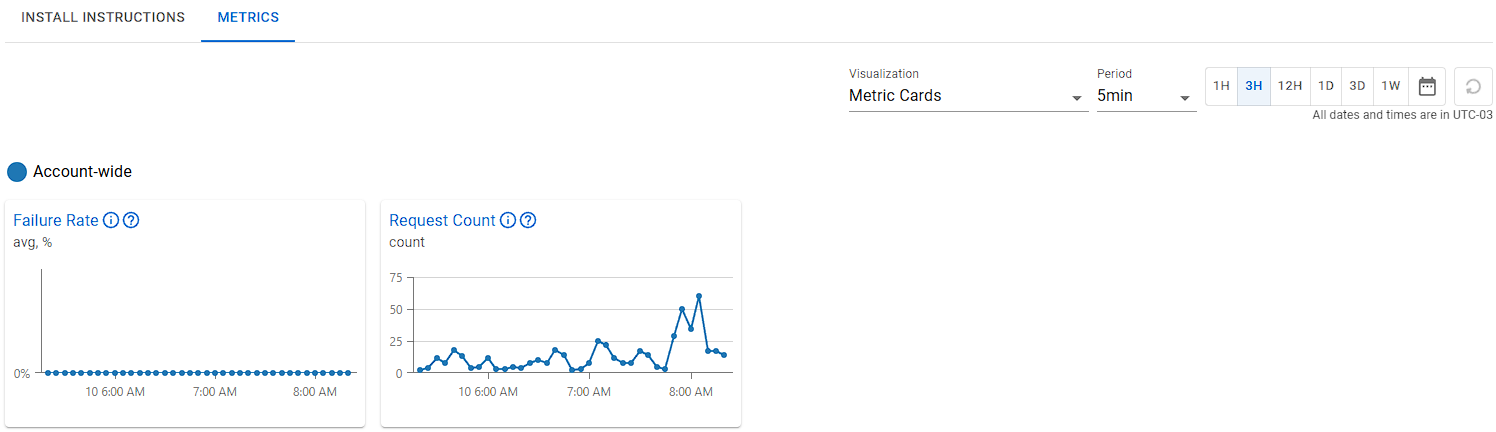 INSTALL INSTRUCTIONS METRICS
Visualization Period
Metric Cards 5min 1H 3H 12H 1D 3D 1W
All dates and times are in UTC-03
Account-wide
Failure Rate
avg, %
0%
10 6:00 AM 7:00 AM 8:00 AM
Request Count
count
75
50
25
0
10 6:00 AM 7:00 AM 8:00 AM